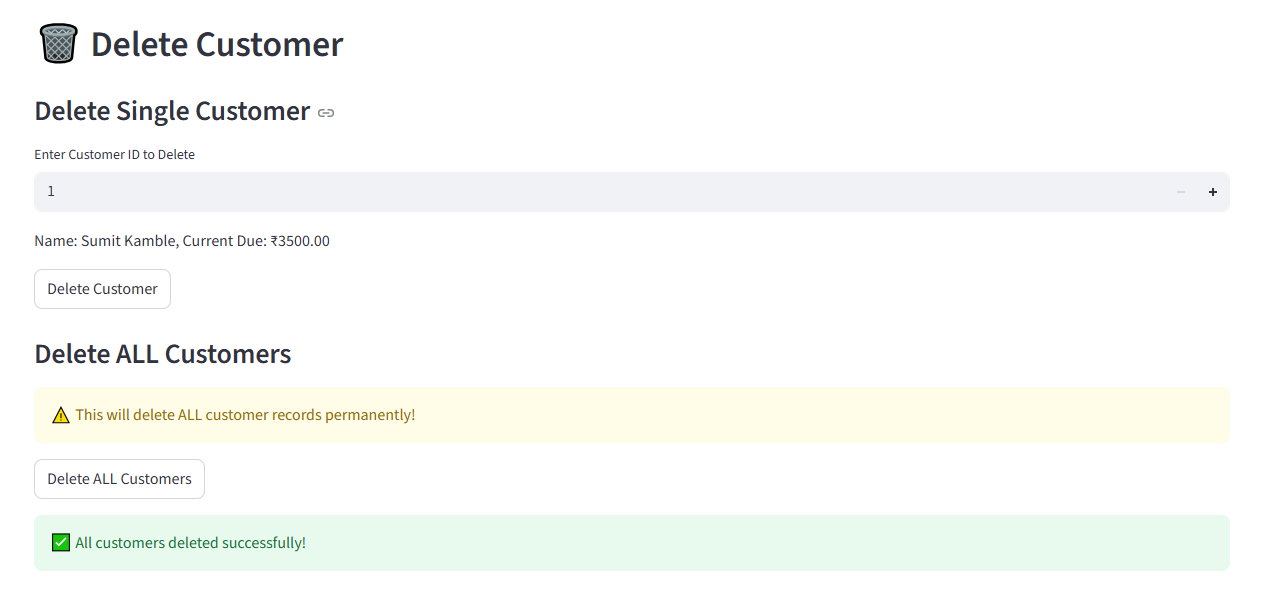 Delete Customer
Delete Single Customer
Enter Customer ID to Delete
1
Name: Sumit Kamble, Current Due: ₹3500.00
Delete Customer
Delete ALL Customers
This will delete ALL customer records permanently!
Delete ALL Customers
All customers deleted successfully!